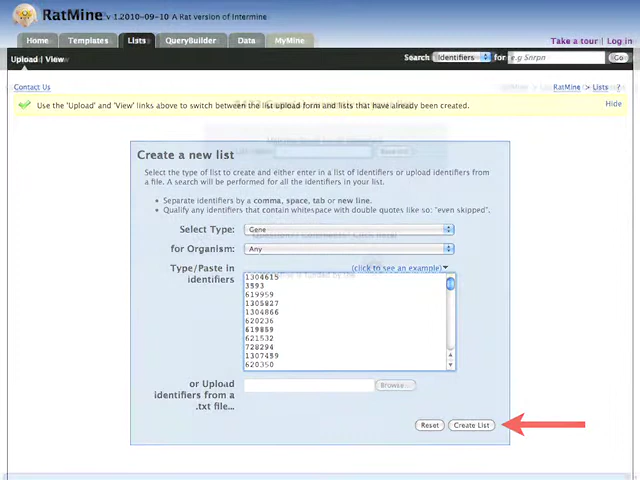 RatMine v 1.2010-09-10 A Rat version of Intermine
Home Templates Lists QueryBuilder Data MyMine Take a tour Log in
Upload | View Search Identifiers for e.g Snrpn Go
Contact Us RatMine > Lists ?
Use the 'Upload' and 'View' links above to switch between the list upload form and lists that have already been created. Hide
Create a new list
Select the type of list to create and either enter in a list of identifiers or upload identifiers from
a file. A search will be performed for all the identifiers in your list.
• Separate identifiers by a comma, space, tab or new line.
• Qualify any identifiers that contain whitespace with double quotes like so: "even skipped".
Select Type: Gene
for Organism: Any
Type/Paste in (click to see an example)
identifiers
1304615
3593
619959
1305827
1304866
620236
619859
621532
728294
1307459
620350
or Upload Browse...
identifiers from a
.txt file...
Reset Create List